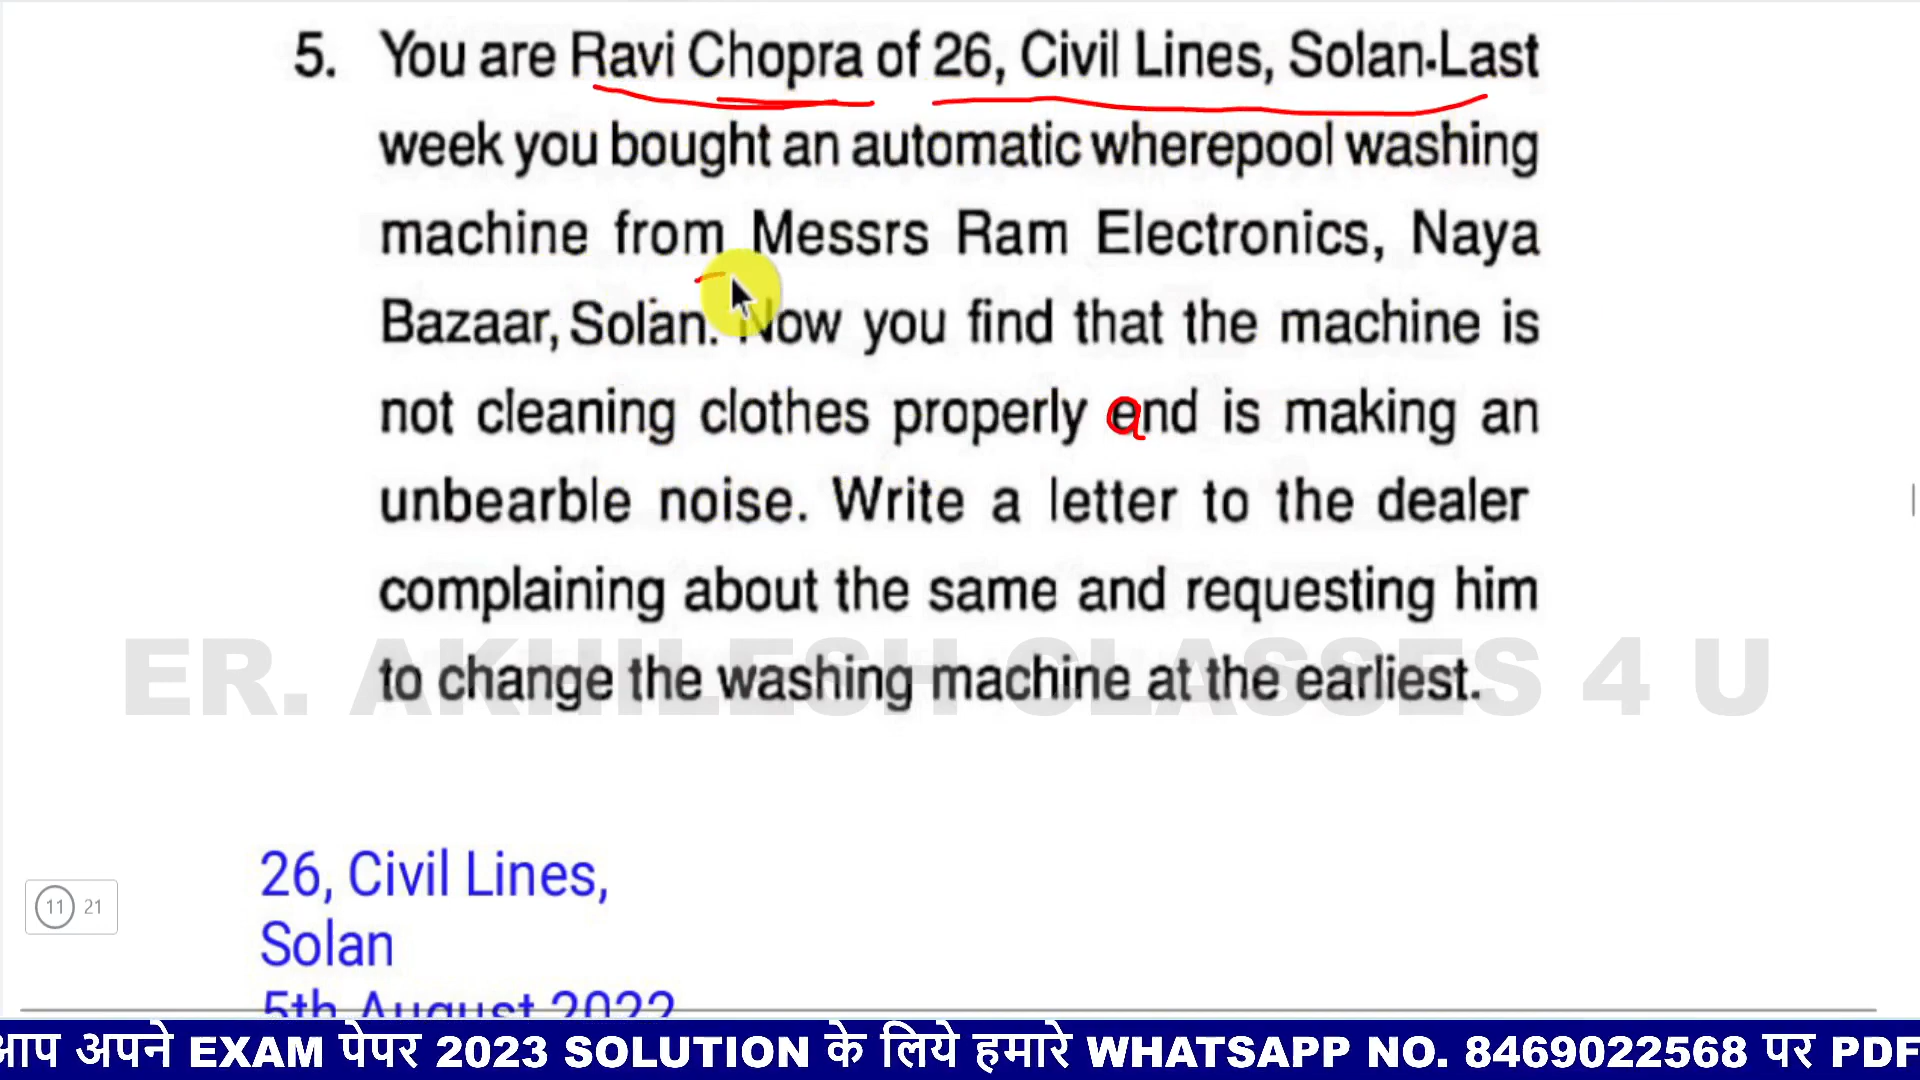 5. You are Ravi Chopra of 26, Civil Lines, Solan.Last
week you bought an automatic wherepool washing
machine from Messrs Ram Electronics, Naya
Bazaar, Solan. Now you find that the machine is
not cleaning clothes properly and is making an
unbearble noise. Write a letter to the dealer
complaining about the same and requesting him
to change the washing machine at the earliest.
ER. AKHILESH CLASSES 4 U
26, Civil Lines,
Solan
5th August 2022
11 21
आप अपने EXAM पेपर 2023 SOLUTION के लिये हमारे WHATSAPP NO. 8469022568 पर PDF